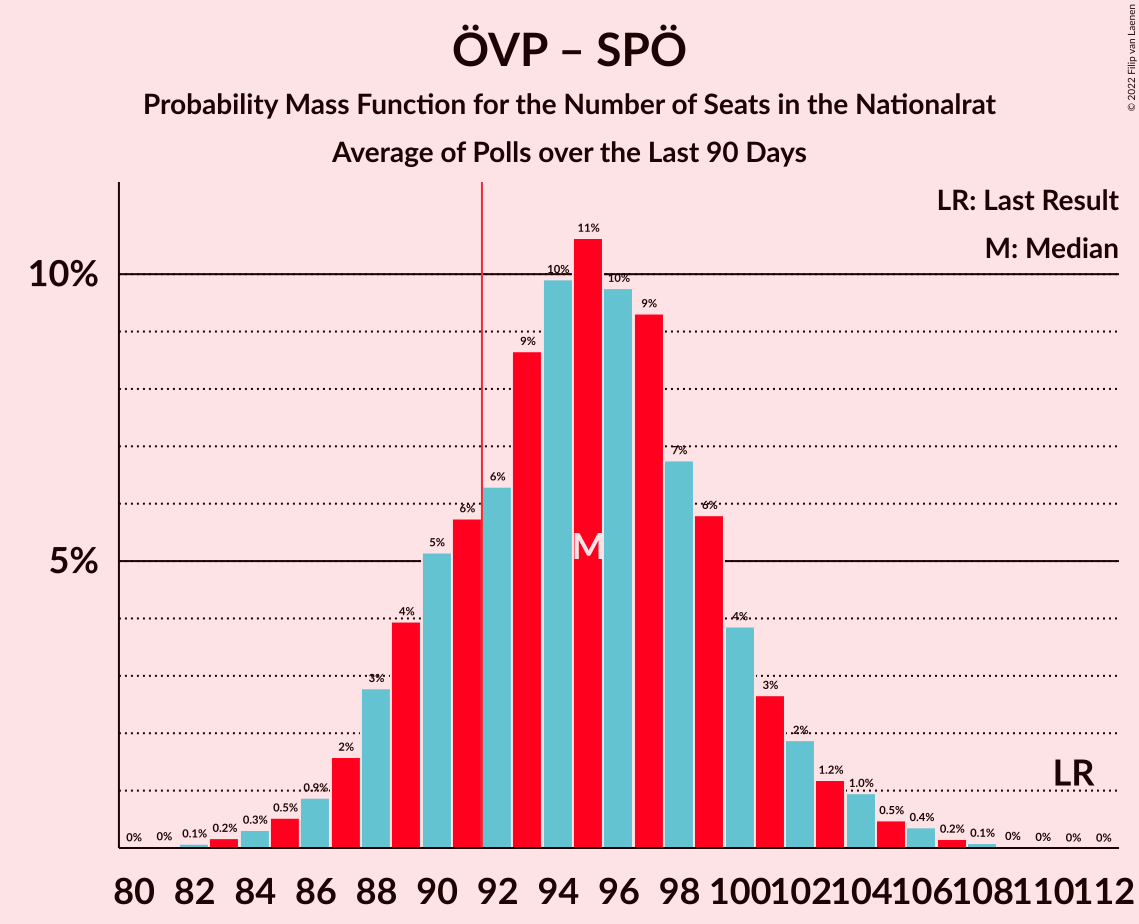 ÖVP – SPÖ
Probability Mass Function for the Number of Seats in the Nationalrat
Average of Polls over the Last 90 Days
© 2022 Filip van Laenen
LR: Last Result
M: Median
10%
5%
0% 0% 0.1% 0.2% 0.3% 0.5% 0.9% 2% 3% 4% 5% 6% 6% 9% 10% 11% 10% 9% 7% 6% 4% 3% 2% 1.2% 1.0% 0.5% 0.4% 0.2% 0.1% 0% 0% 0% 0%
M
LR
80 82 84 86 88 90 92 94 96 98 100 102 104 106 108 110 112